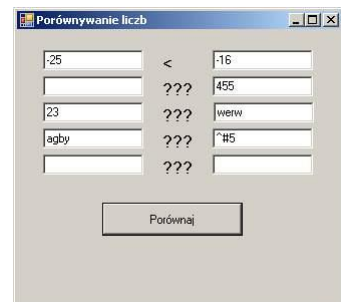 Porównywanie liczb
-25 < -16
??? 455
23 ??? werw
agby ??? ^#5
???
Porównaj